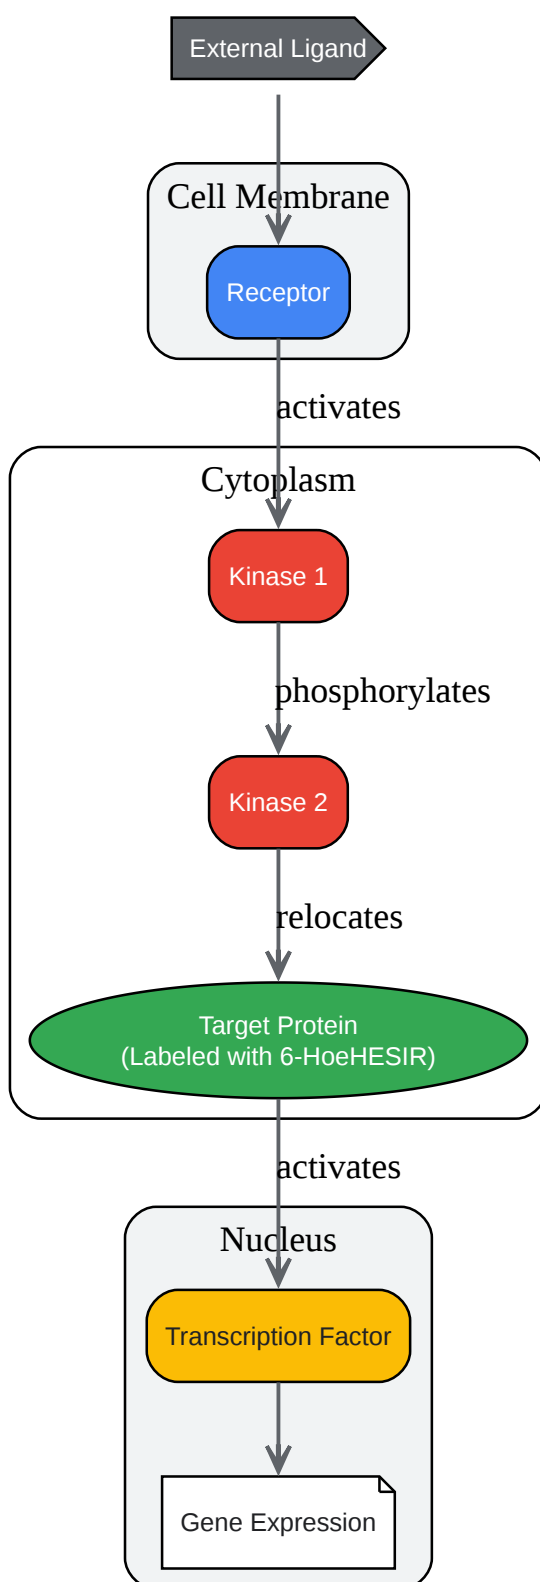 External Ligand
Cell Membrane
Receptor
activates
Cytoplasm
Kinase 1
phosphorylates
Kinase 2
relocates
Target Protein
(Labeled with 6-HoeHESIR)
activates
Nucleus
Transcription Factor
Gene Expression